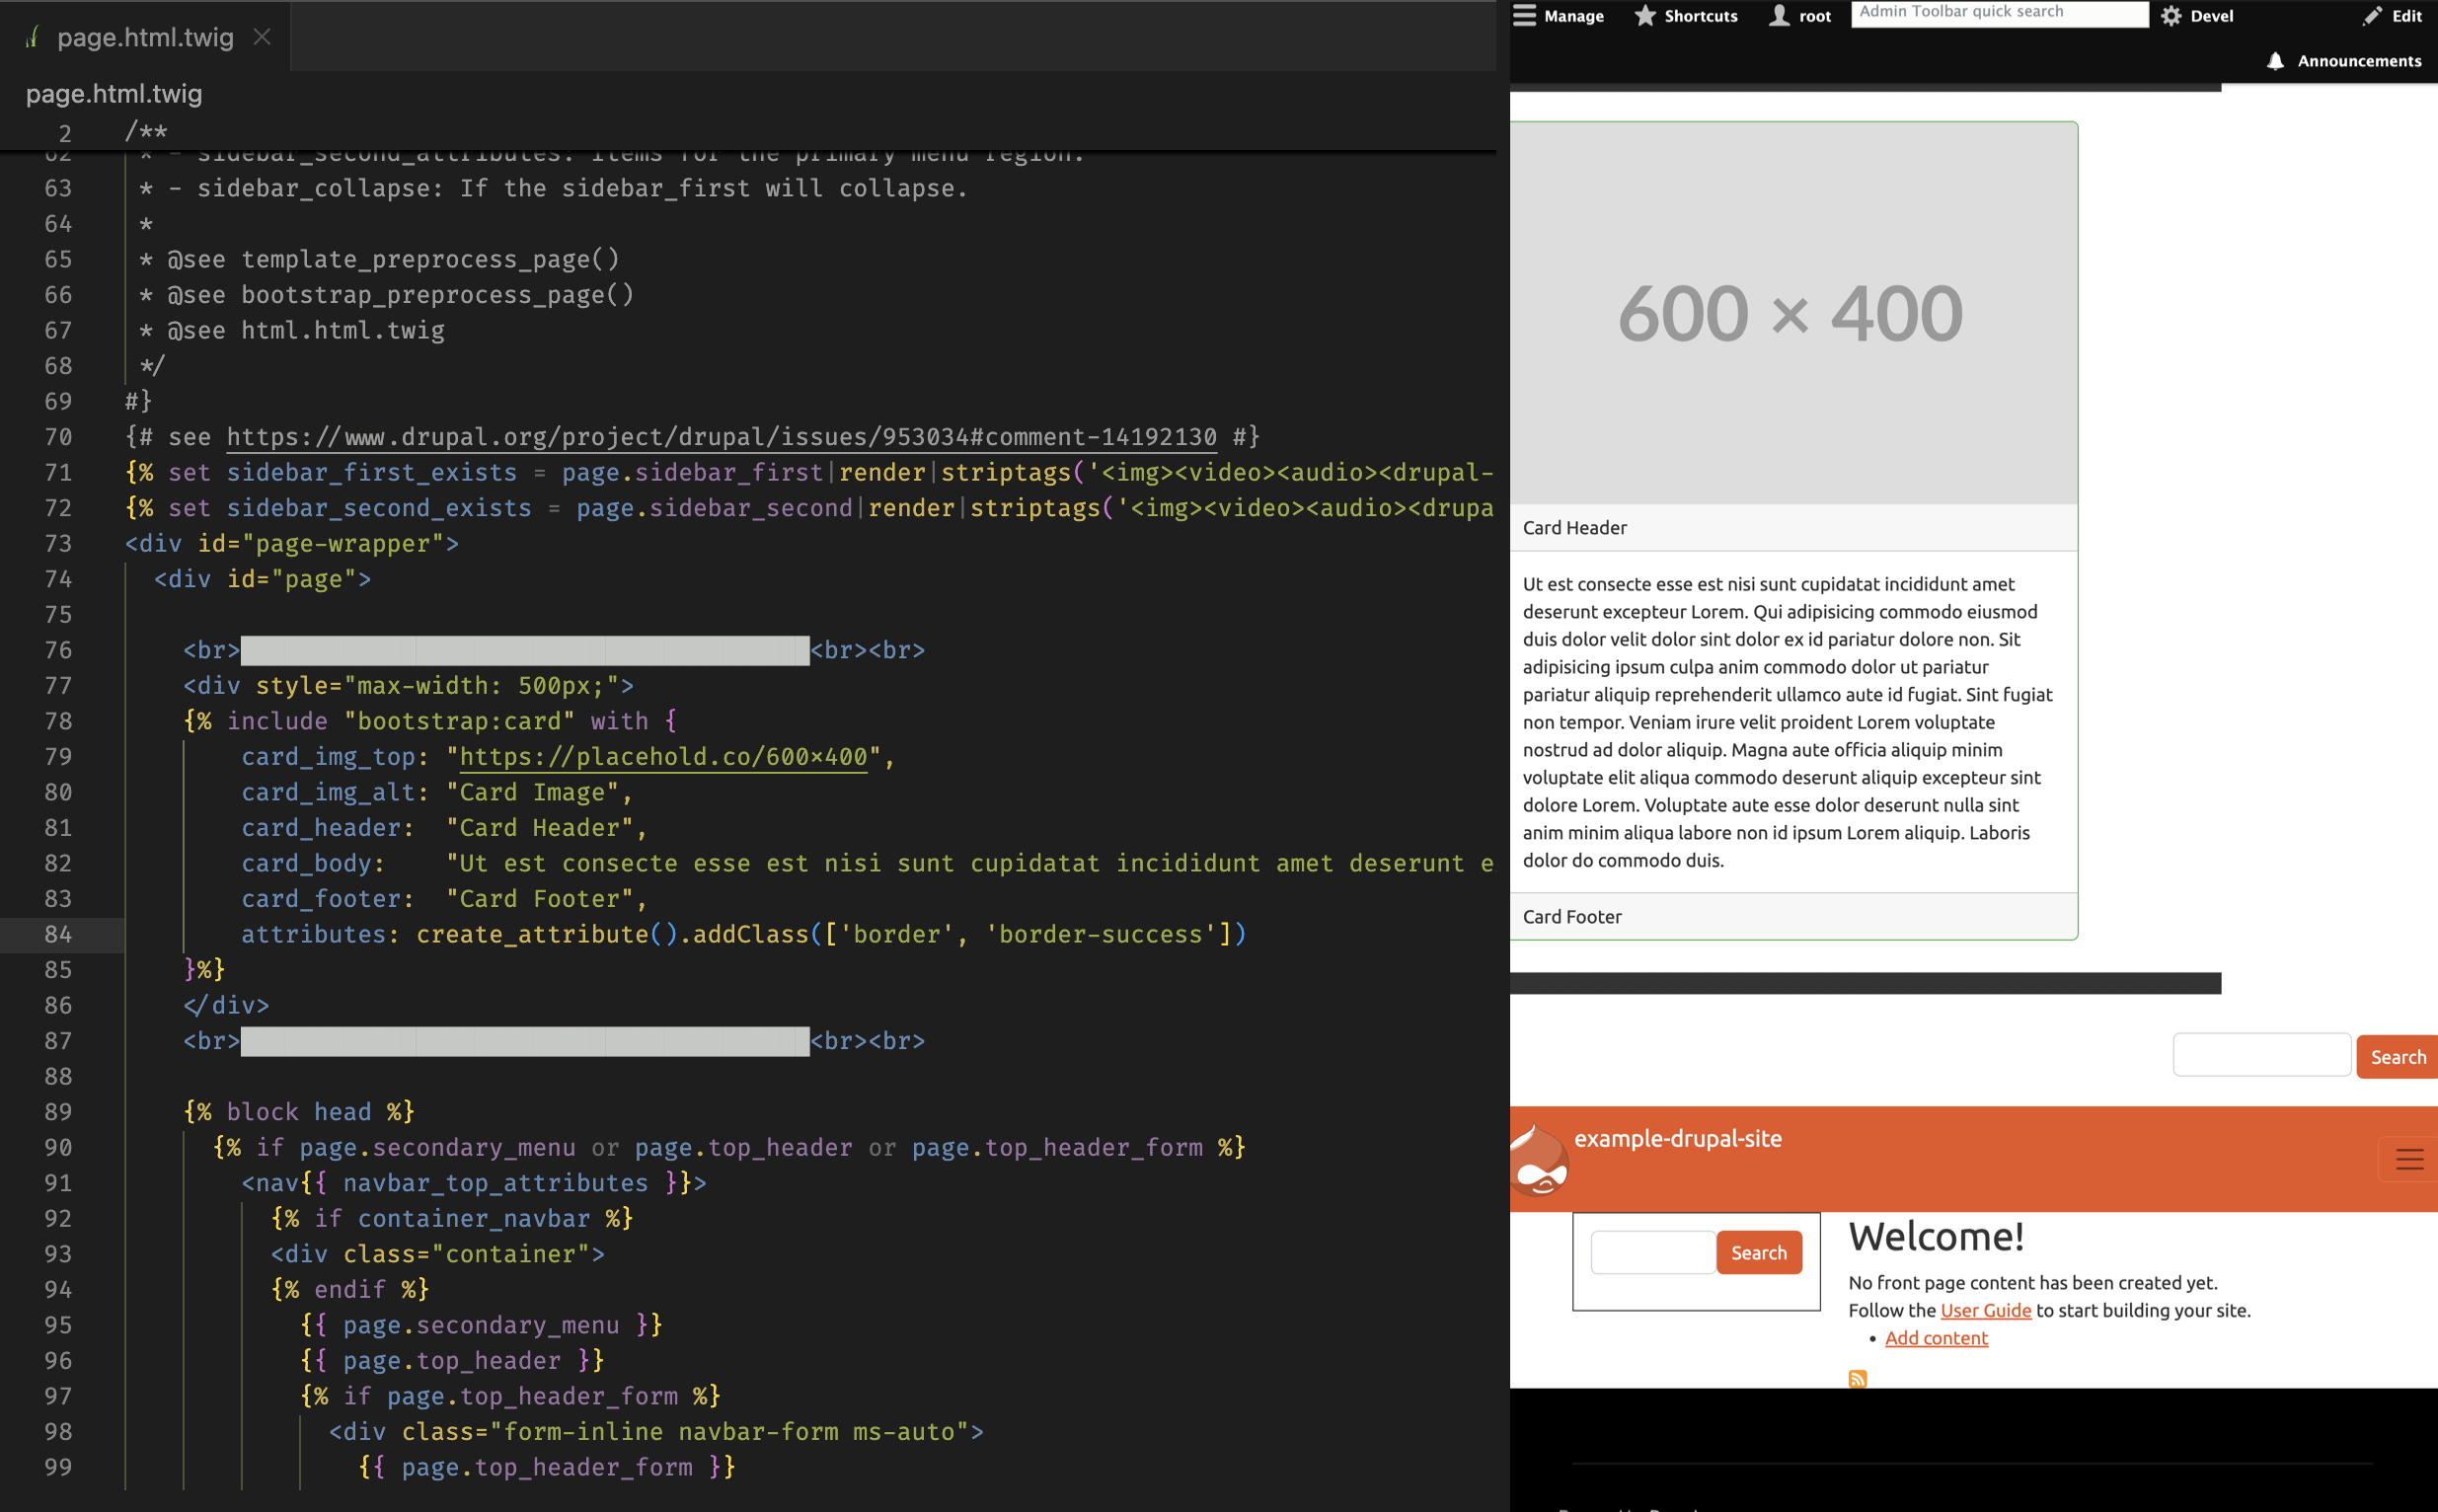 page.html.twig
page.html.twig
2 /**
62 * - sidebar_second_attributes: Items for the primary menu region.
63 * - sidebar_collapse: If the sidebar_first will collapse.
64 *
65 * @see template_preprocess_page()
66 * @see bootstrap_preprocess_page()
67 * @see html.html.twig
68 */
69 #}
70 {# see https://www.drupal.org/project/drupal/issues/953034#comment-14192130 #}
71 {% set sidebar_first_exists = page.sidebar_first|render|striptags('<img><video><audio><drupal-
72 {% set sidebar_second_exists = page.sidebar_second|render|striptags('<img><video><audio><drupa
73 <div id="page-wrapper">
74 <div id="page">
75
76 <br>███████████████████████████████████████<br><br>
77 <div style="max-width: 500px;">
78 {% include "bootstrap:card" with {
79 card_img_top: "https://placehold.co/600×400",
80 card_img_alt: "Card Image",
81 card_header: "Card Header",
82 card_body: "Ut est consecte esse est nisi sunt cupidatat incididunt amet deserunt e
83 card_footer: "Card Footer",
84 attributes: create_attribute().addClass(['border', 'border-success'])
85 }%}
86 </div>
87 <br>███████████████████████████████████████<br><br>
88
89 {% block head %}
90 {% if page.secondary_menu or page.top_header or page.top_header_form %}
91 <nav{{ navbar_top_attributes }}>
92 {% if container_navbar %}
93 <div class="container">
94 {% endif %}
95 {{ page.secondary_menu }}
96 {{ page.top_header }}
97 {% if page.top_header_form %}
98 <div class="form-inline navbar-form ms-auto">
99 {{ page.top_header_form }}
Manage Shortcuts root Admin Toolbar quick search Devel Edit
Announcements
600 × 400
Card Header
Ut est consecte esse est nisi sunt cupidatat incididunt amet
deserunt excepteur Lorem. Qui adipisicing commodo eiusmod
duis dolor velit dolor sint dolor ex id pariatur dolore non. Sit
adipisicing ipsum culpa anim commodo dolor ut pariatur
pariatur aliquip reprehenderit ullamco aute id fugiat. Sint fugiat
non tempor. Veniam irure velit proident Lorem voluptate
nostrud ad dolor aliquip. Magna aute officia aliquip minim
voluptate elit aliqua commodo deserunt aliquip excepteur sint
dolore Lorem. Voluptate aute esse dolor deserunt nulla sint
anim minim aliqua labore non id ipsum Lorem aliquip. Laboris
dolor do commodo duis.
Card Footer
Search
example-drupal-site
Search
Welcome!
No front page content has been created yet.
Follow the User Guide to start building your site.
• Add content